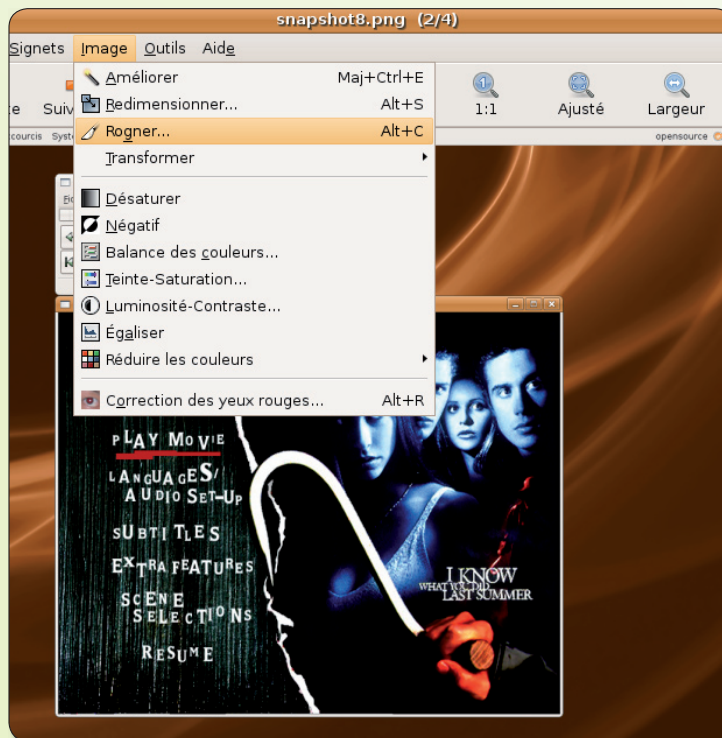 snapshot8.png (2/4)
Signets Image Outils Aide
Améliorer Maj+Ctrl+E
Redimensionner... Alt+S
Rogner... Alt+C
Transformer
Désaturer
Négatif
Balance des couleurs...
Teinte-Saturation...
Luminosité-Contraste...
Égaliser
Réduire les couleurs
Correction des yeux rouges... Alt+R
1:1 Ajusté Largeur
opensource
PLAY MOVIE
LANGUAGES/
AUDIO SET-UP
SUBTITLES
EXTRA FEATURES
SCENE
SELECTIONS
RESUME
I KNOW
WHAT YOU DID
LAST SUMMER